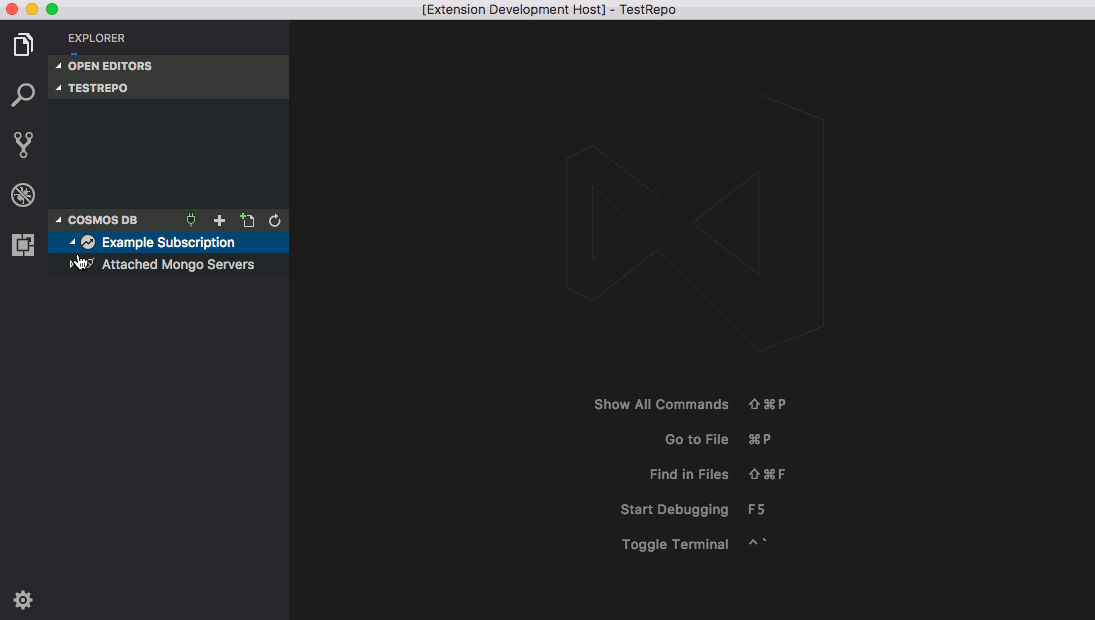 [Extension Development Host] - TestRepo
EXPLORER
OPEN EDITORS
TESTREPO
COSMOS DB
Example Subscription
Attached Mongo Servers
Show All Commands ⇧⌘P
Go to File ⌘P
Find in Files ⇧⌘F
Start Debugging F5
Toggle Terminal ⌃`